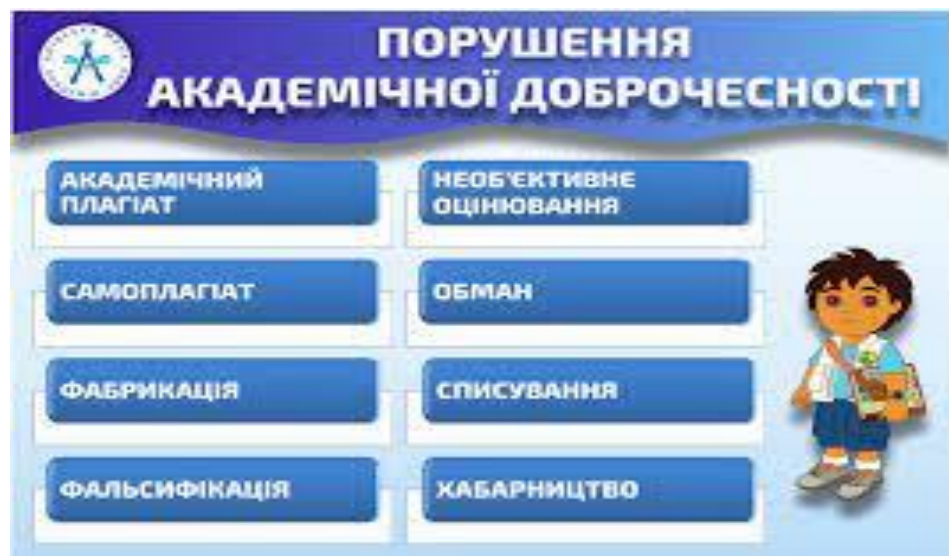 ПОРУШЕННЯ
АКАДЕМІЧНОЇ ДОБРОЧЕСНОСТІ
АКАДЕМІЧНИЙ
ПЛАГІАТ
НЕОБ'ЄКТИВНЕ
ОЦІНЮВАННЯ
САМОПЛАГІАТ
ОБМАН
ФАБРИКАЦІЯ
СПИСУВАННЯ
ФАЛЬСИФІКАЦІЯ
ХАБАРНИЦТВО